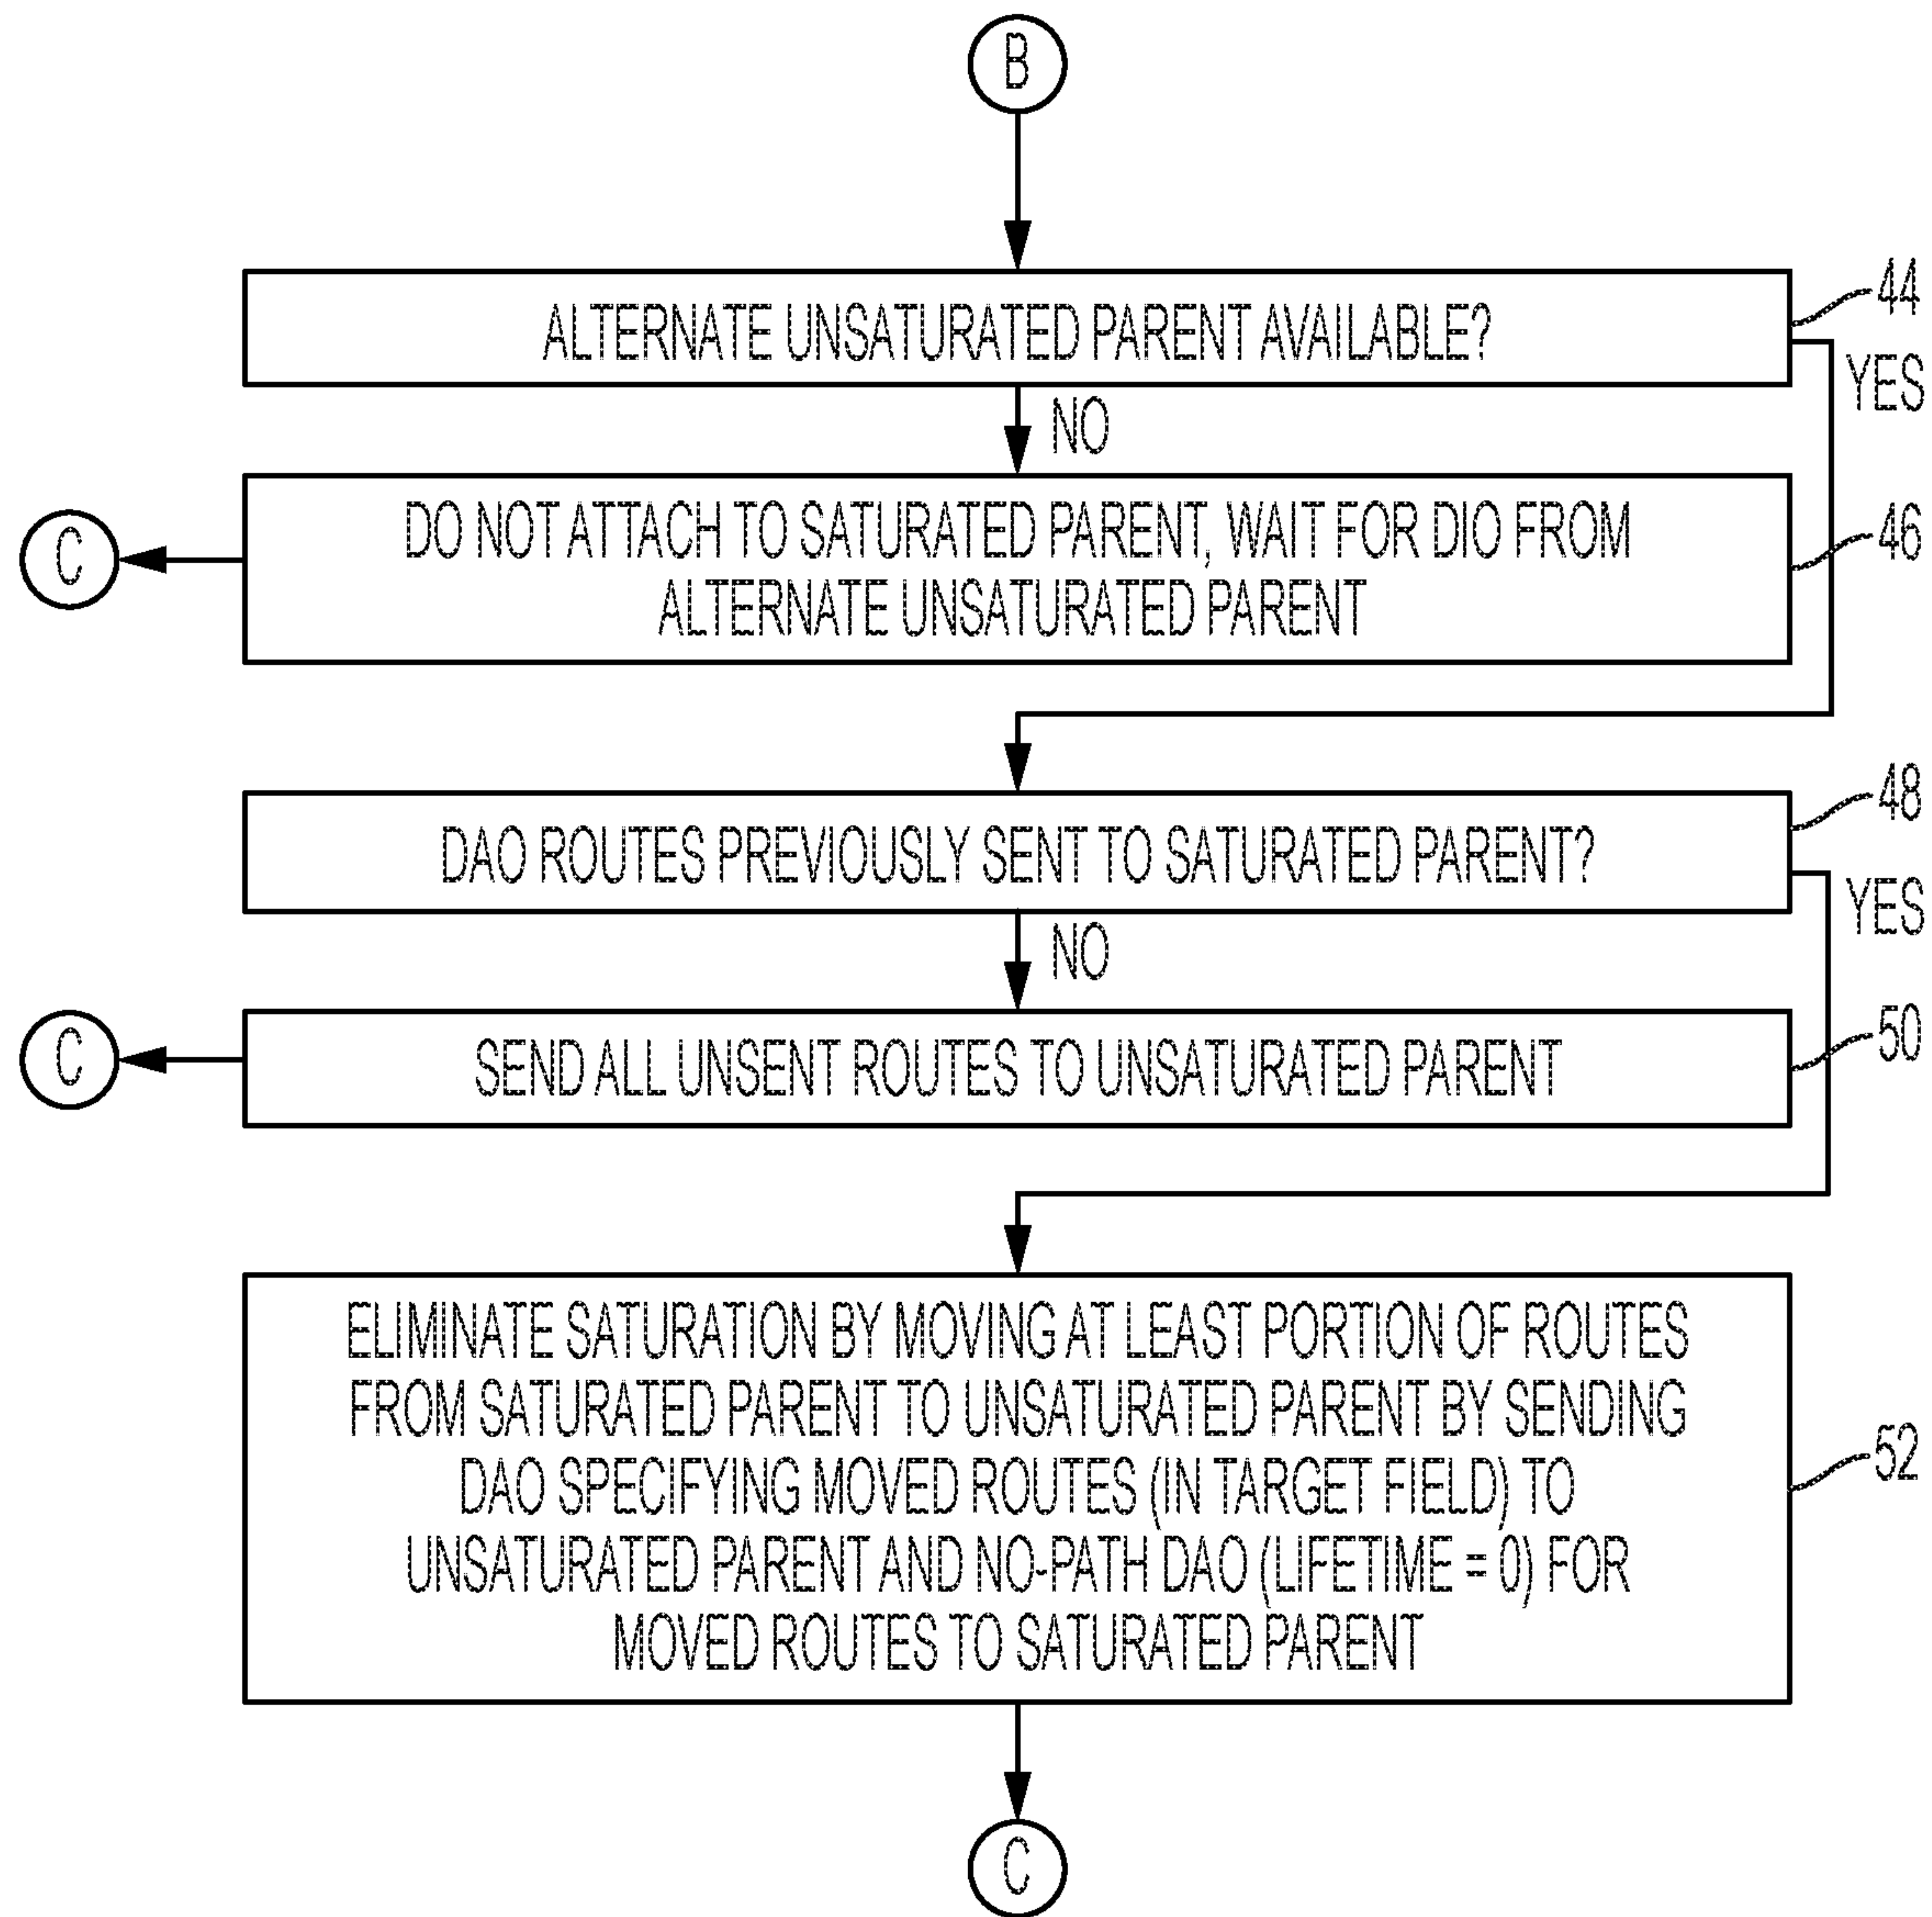 B
ALTERNATE UNSATURATED PARENT AVAILABLE?
44
YES
NO
DO NOT ATTACH TO SATURATED PARENT, WAIT FOR DIO FROM
ALTERNATE UNSATURATED PARENT
46
C
DAO ROUTES PREVIOUSLY SENT TO SATURATED PARENT?
48
YES
NO
SEND ALL UNSENT ROUTES TO UNSATURATED PARENT
50
C
ELIMINATE SATURATION BY MOVING AT LEAST PORTION OF ROUTES
FROM SATURATED PARENT TO UNSATURATED PARENT BY SENDING
DAO SPECIFYING MOVED ROUTES (IN TARGET FIELD) TO
UNSATURATED PARENT AND NO-PATH DAO (LIFETIME = 0) FOR
MOVED ROUTES TO SATURATED PARENT
52
C